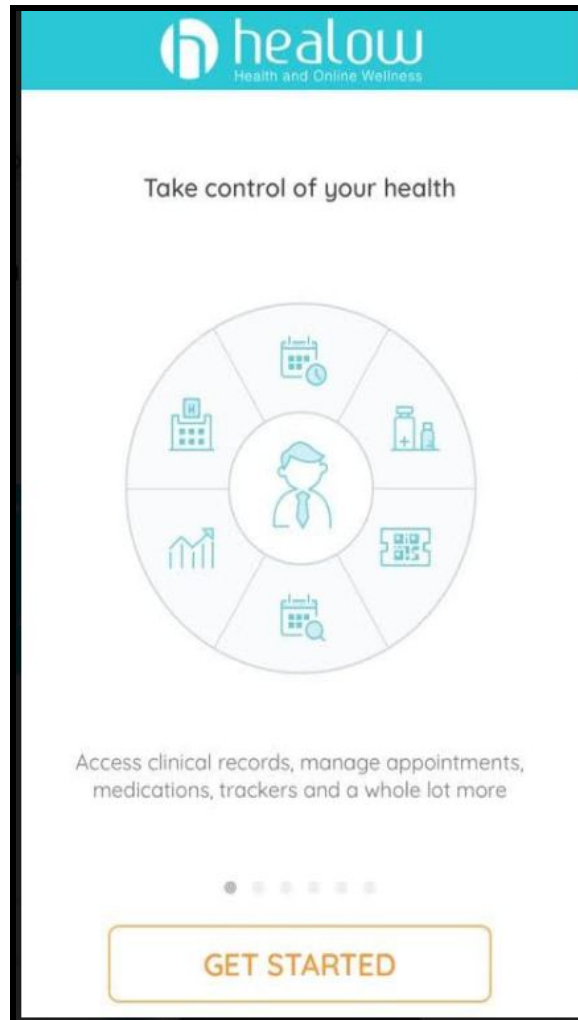 healow
Health and Online Wellness
Take control of your health
H
Access clinical records, manage appointments,
medications, trackers and a whole lot more
GET STARTED